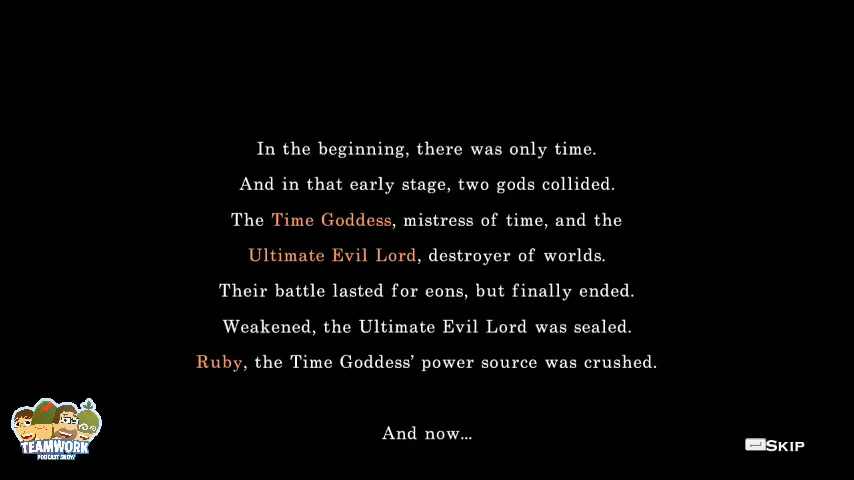 In the beginning, there was only time.
And in that early stage, two gods collided.
The Time Goddess, mistress of time, and the
Ultimate Evil Lord, destroyer of worlds.
Their battle lasted for eons, but finally ended.
Weakened, the Ultimate Evil Lord was sealed.
Ruby, the Time Goddess’ power source was crushed.
And now...
SKIP
TEAMWORK
PODCAST SHOW